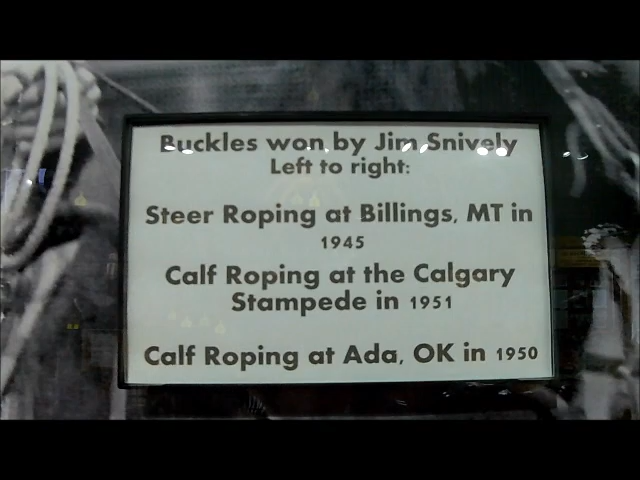 Buckles won by Jim Snively
Left to right:
Steer Roping at Billings, MT in
1945
Calf Roping at the Calgary
Stampede in 1951
Calf Roping at Ada, OK in 1950